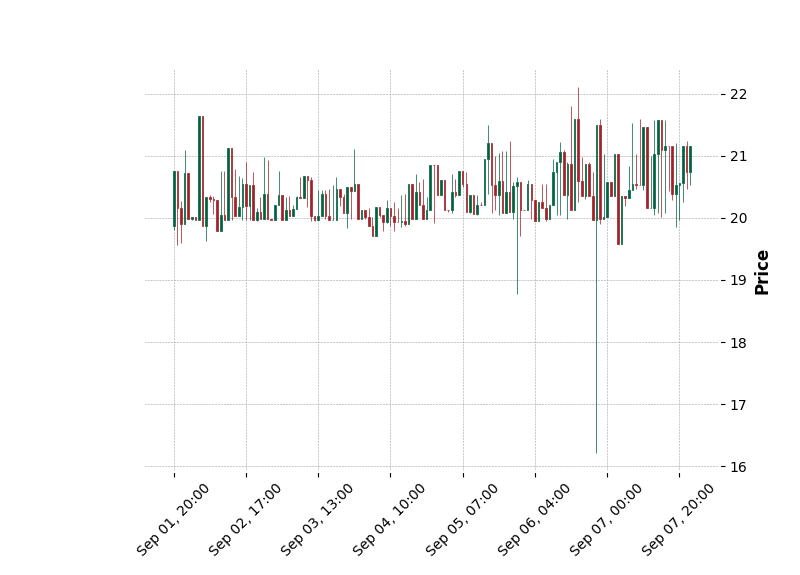 22
21
20
19
18
17
16
Price
Sep 01, 20:00
Sep 02, 17:00
Sep 03, 13:00
Sep 04, 10:00
Sep 05, 07:00
Sep 06, 04:00
Sep 07, 00:00
Sep 07, 20:00